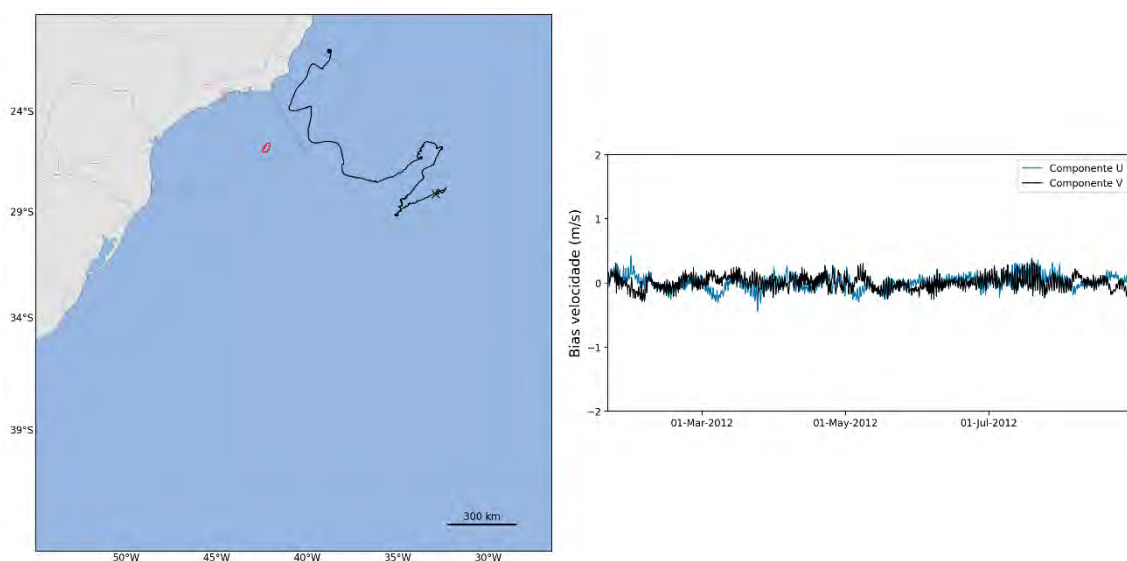 24°S
29°S
34°S
39°S
50°W 45°W 40°W 35°W 30°W
300 km
Bias velocidade (m/s)
2
1
0
−1
−2
Componente U
Componente V
01-Mar-2012 01-May-2012 01-Jul-2012